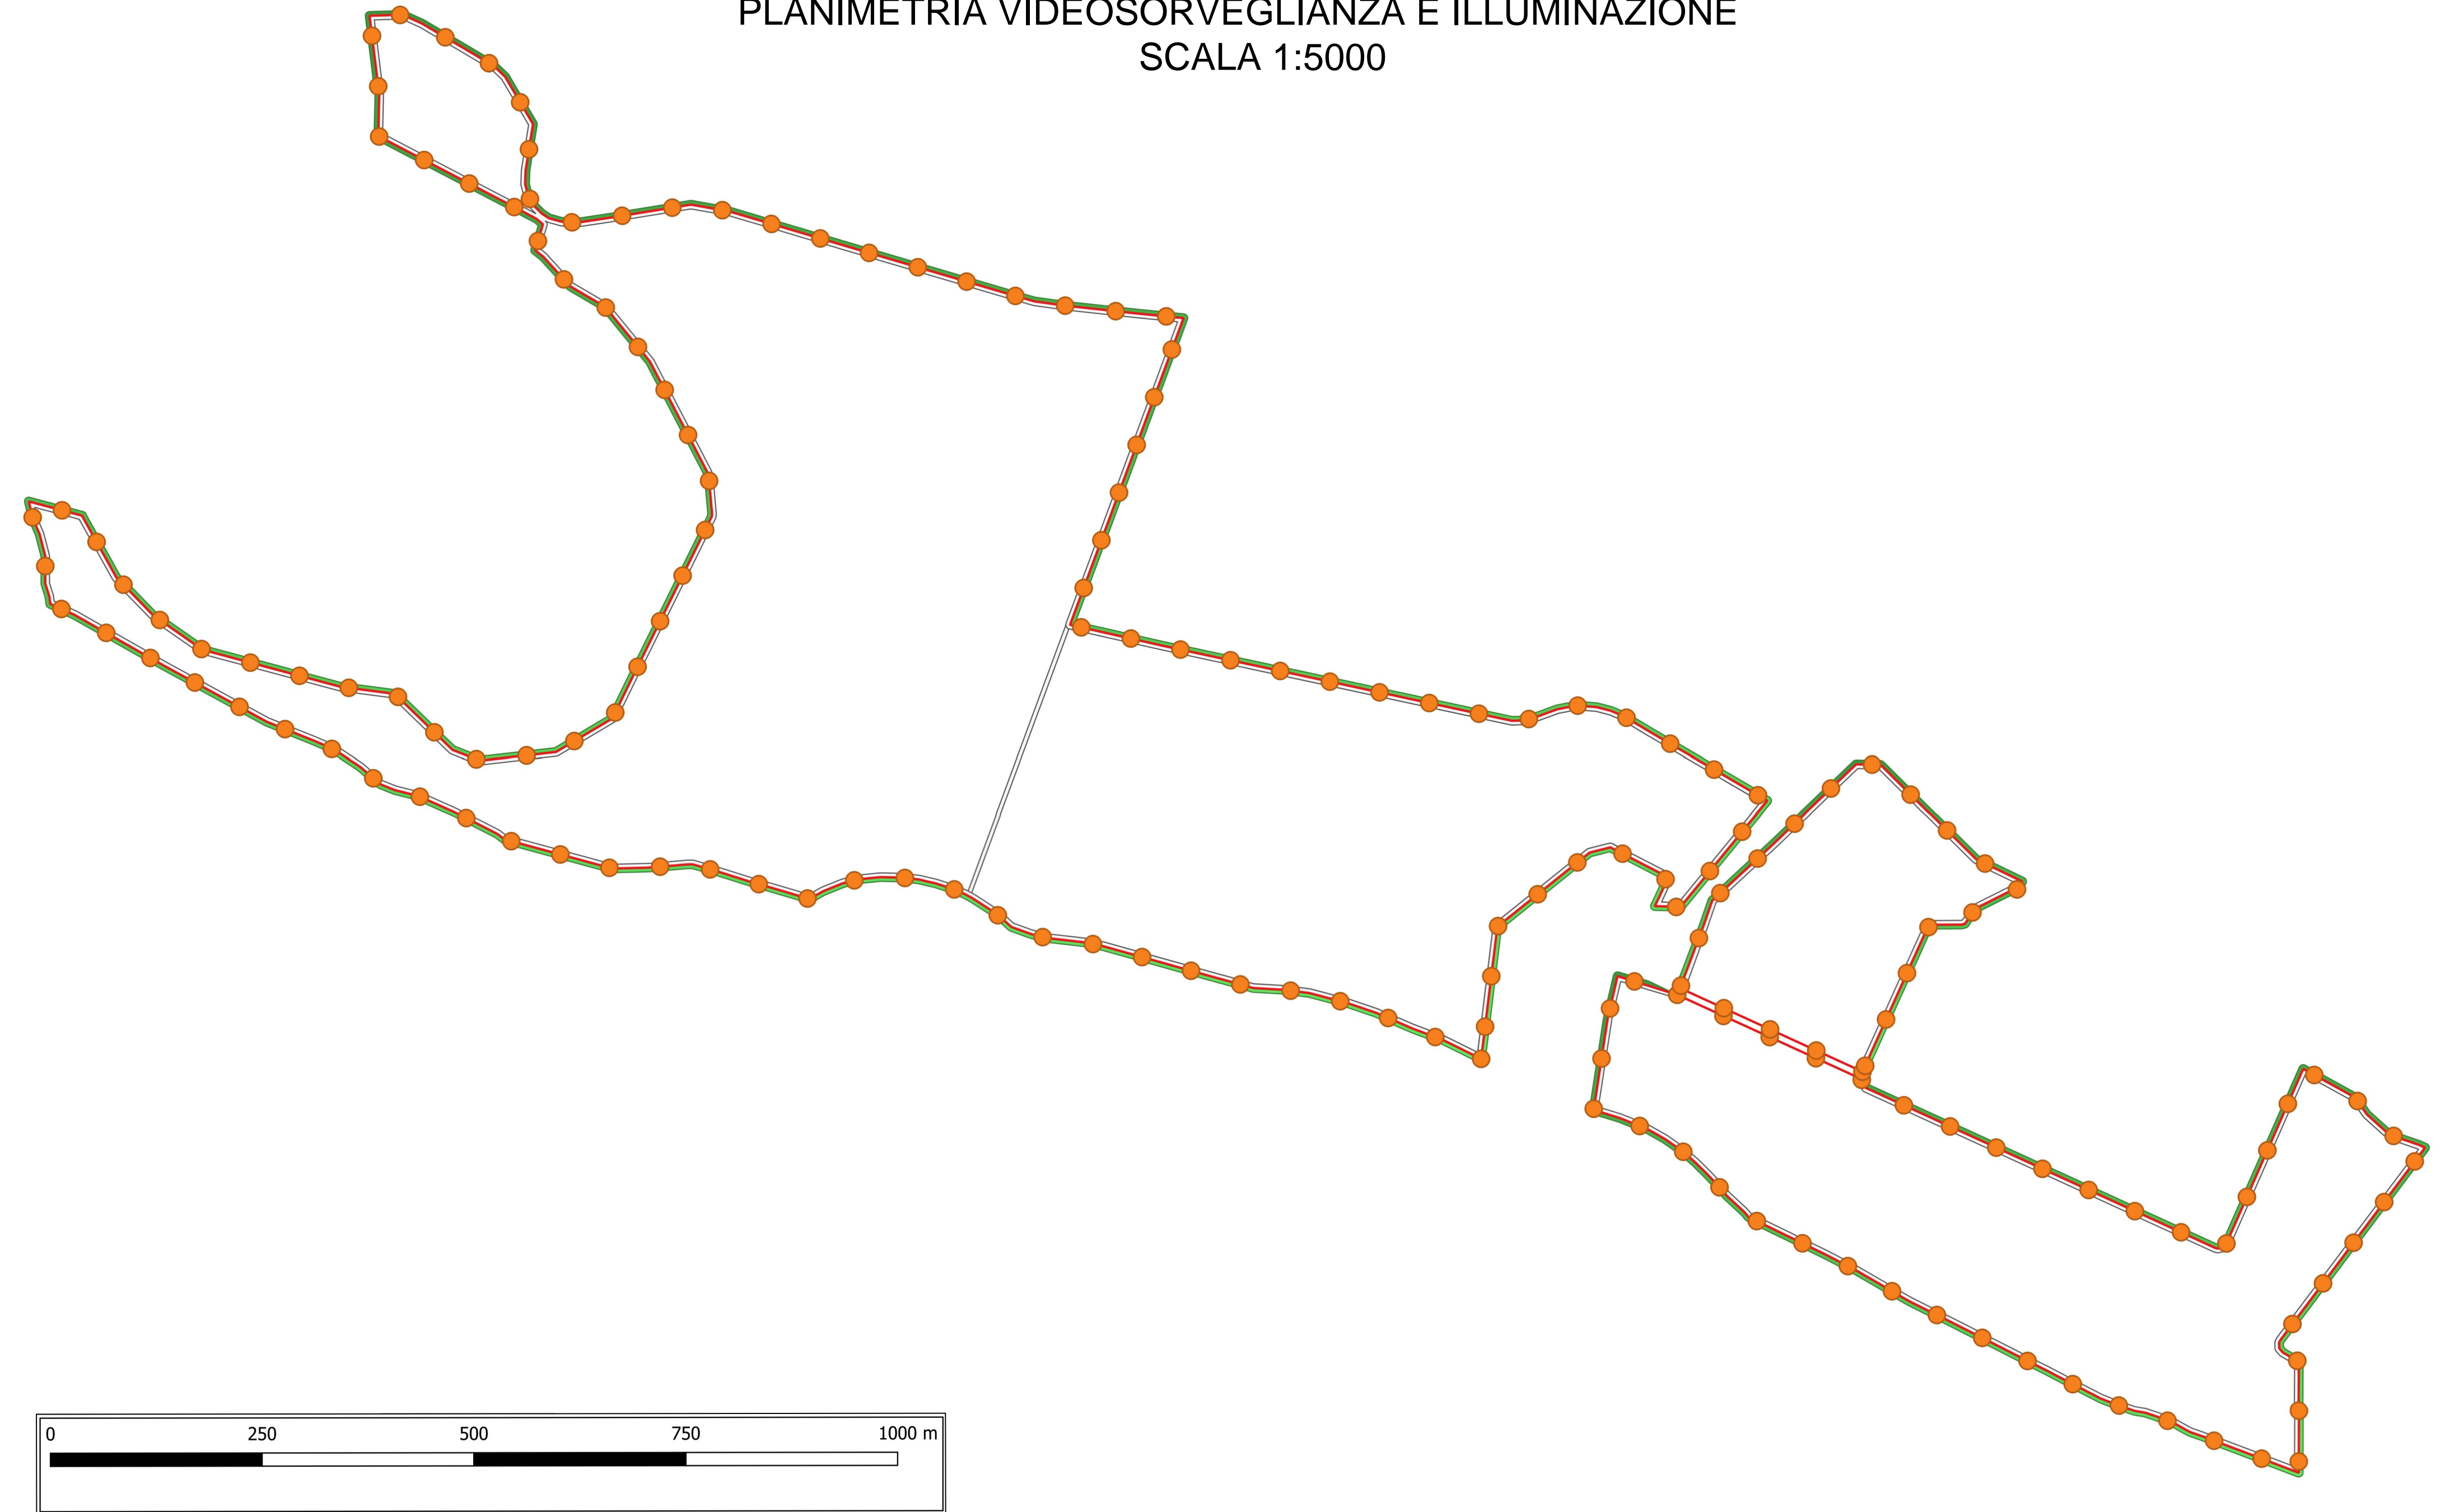 PLANIMETRIA VIDEOSORVEGLIANZA E ILLUMINAZIONE
SCALA 1:5000
0 250 500 750 1000 m